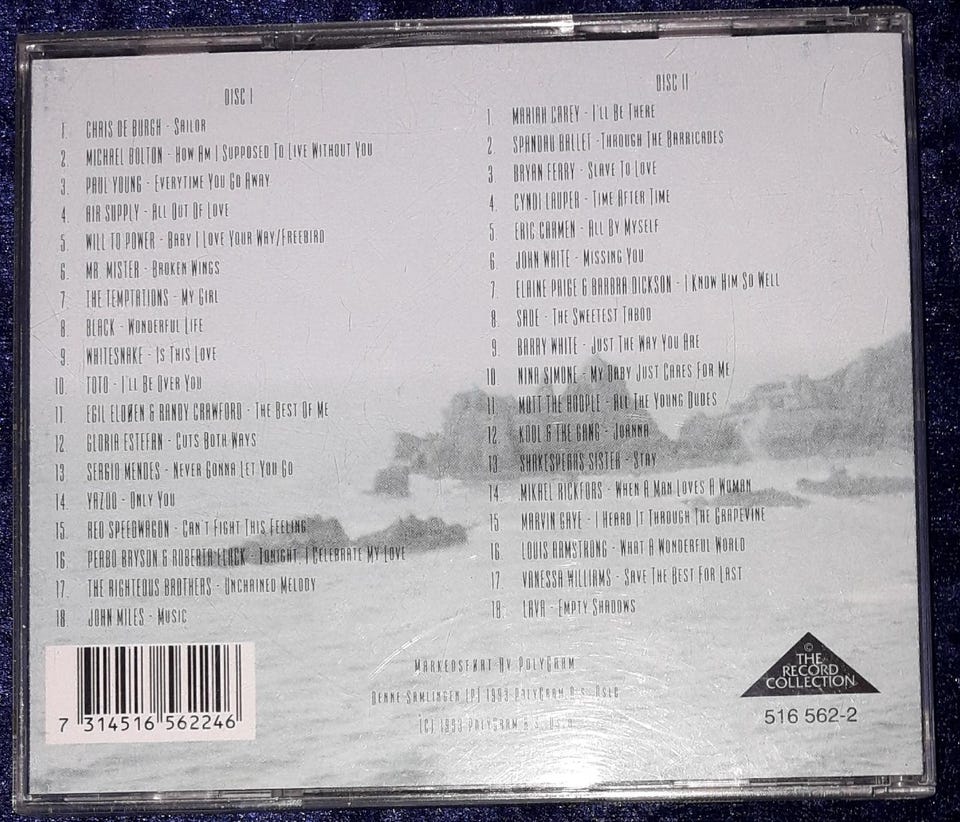 DISC I
1. CHRIS DE BURGH - SAILOR
2. MICHAEL BOLTON - HOW AM I SUPPOSED TO LIVE WITHOUT YOU
3. PAUL YOUNG - EVERYTIME YOU GO AWAY
4. AIR SUPPLY - ALL OUT OF LOVE
5. WILL TO POWER - BABY I LOVE YOUR WAY/FREEBIRD
6. MR. MISTER - BROKEN WINGS
7. THE TEMPTATIONS - MY GIRL
8. BLACK - WONDERFUL LIFE
9. WHITESNAKE - IS THIS LOVE
10. TOTO - I'LL BE OVER YOU
11. EGIL ELDØEN & RANDY CRAWFORD - THE BEST OF ME
12. GLORIA ESTEFAN - CUTS BOTH WAYS
13. SERGIO MENDES - NEVER GONNA LET YOU GO
14. YAZOO - ONLY YOU
15. REO SPEEDWAGON - CAN'T FIGHT THIS FEELING
16. PEABO BRYSON & ROBERTA FLACK - TONIGHT, I CELEBRATE MY LOVE
17. THE RIGHTEOUS BROTHERS - UNCHAINED MELODY
18. JOHN MILES - MUSIC
DISC II
1. MARIAH CAREY - I'LL BE THERE
2. SPANDAU BALLET - THROUGH THE BARRICADES
3. BRYAN FERRY - SLAVE TO LOVE
4. CYNDI LAUPER - TIME AFTER TIME
5. ERIC CARMEN - ALL BY MYSELF
6. JOHN WAITE - MISSING YOU
7. ELAINE PAIGE & BARBRA DICKSON - I KNOW HIM SO WELL
8. SADE - THE SWEETEST TABOO
9. BARRY WHITE - JUST THE WAY YOU ARE
10. NINA SIMONE - MY BABY JUST CARES FOR ME
11. MOTT THE HOOPLE - ALL THE YOUNG DUDES
12. KOOL & THE GANG - JOANNA
13. SHAKESPEARS SISTER - STAY
14. MIKAEL RICKFORS - WHEN A MAN LOVES A WOMAN
15. MARVIN GAYE - I HEARD IT THROUGH THE GRAPEVINE
16. LOUIS ARMSTRONG - WHAT A WONDERFUL WORLD
17. VANESSA WILLIAMS - SAVE THE BEST FOR LAST
18. LAVA - EMPTY SHADOWS
MARKEDSFØRT AV POLYGRAM
DENNE SAMLINGEN (P) 1993 POLYGRAM A.S. OSLO
(C) 1993 POLYGRAM A.S. OSLO
7 314516 562246
©
THE
RECORD
COLLECTION
516 562-2